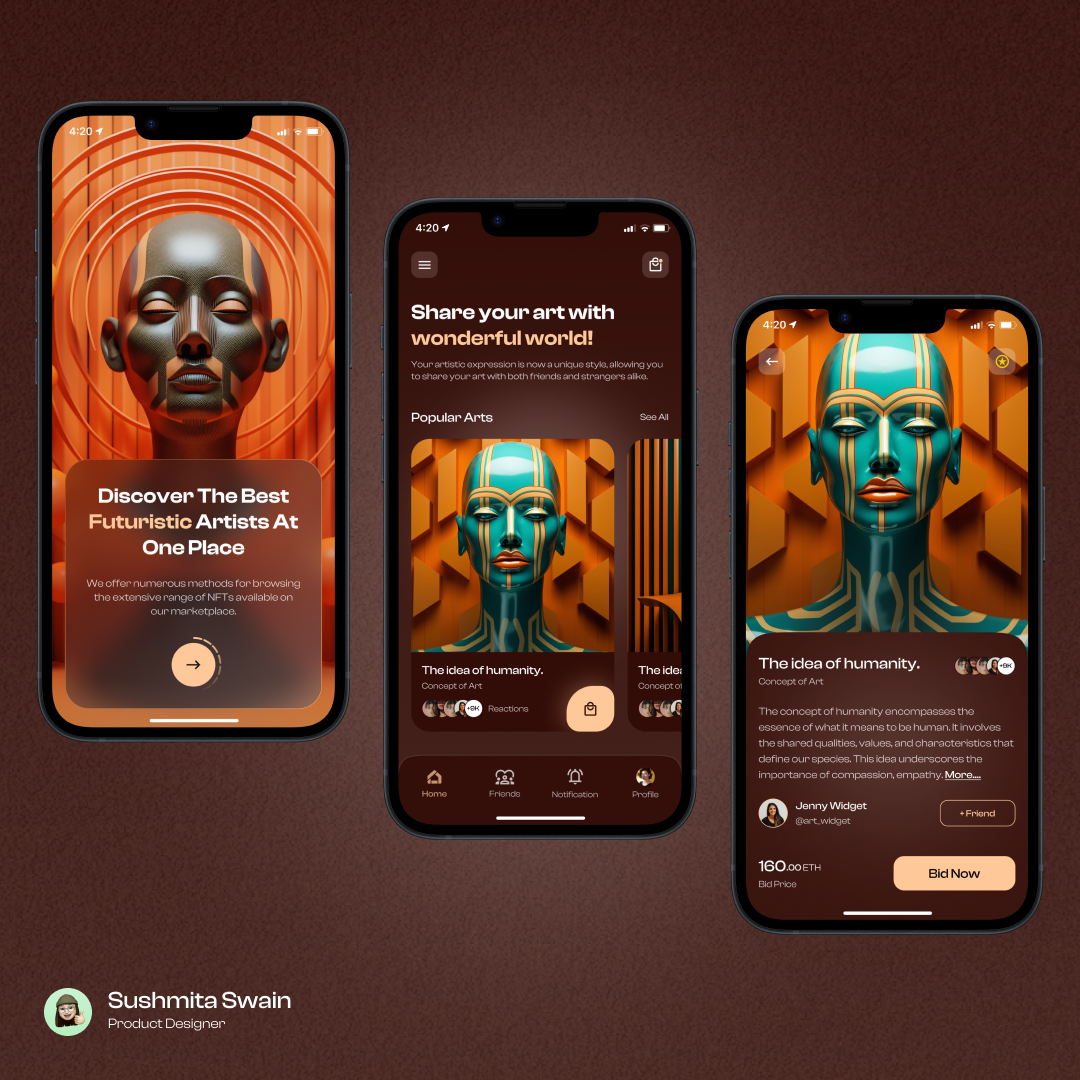 4:20
Discover The Best
Futuristic Artists At
One Place
We offer numerous methods for browsing
the extensive range of NFTs available on
our marketplace.
4:20
Share your art with
wonderful world!
Your artistic expression is now a unique style, allowing you
to share your art with both friends and strangers alike.
Popular Arts
See All
The idea of humanity.
Concept of Art
+9K
Reactions
The idea
Concept of
Home
Friends
Notification
Profile
4:20
The idea of humanity.
+9K
Concept of Art
The concept of humanity encompasses the
essence of what it means to be human. It involves
the shared qualities, values, and characteristics that
define our species. This idea underscores the
importance of compassion, empathy. More....
Jenny Widget
@art_widget
+ Friend
160.00 ETH
Bid Price
Bid Now
Sushmita Swain
Product Designer